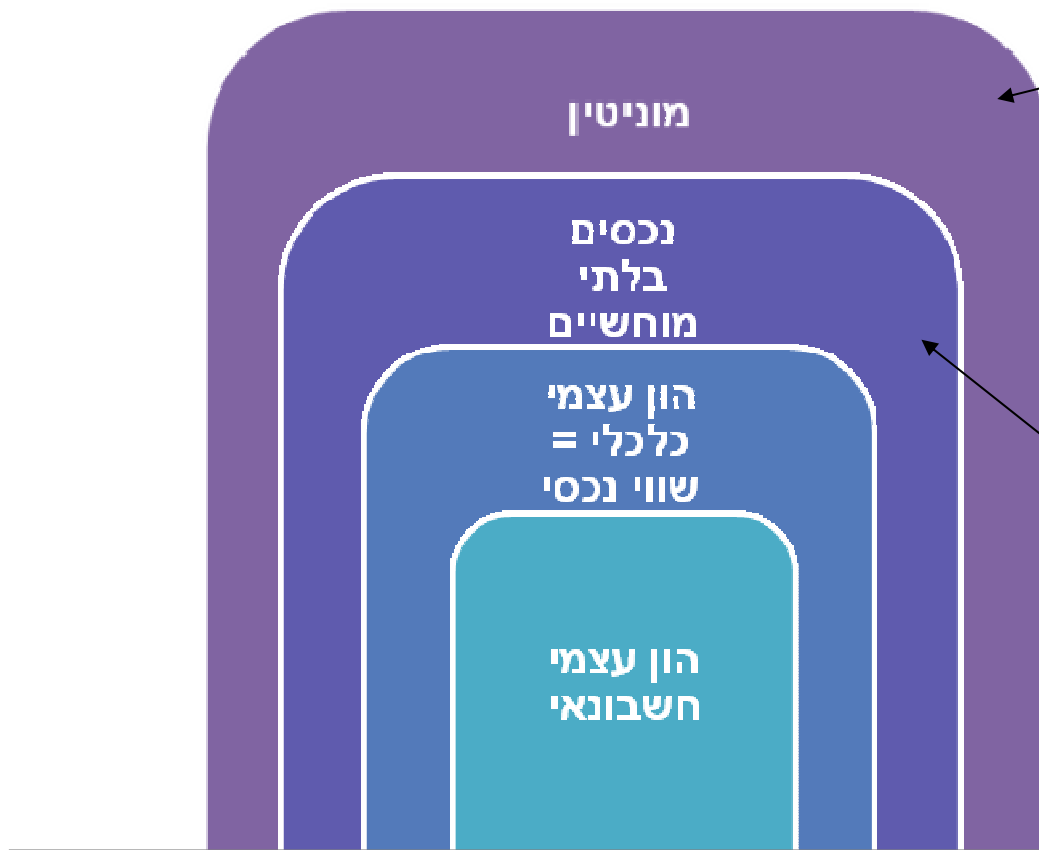 מוניטין
נכסים
בלתי
מוחשיים
הון עצמי
כלכלי =
שווי נכסי
הון עצמי
חשבונאי